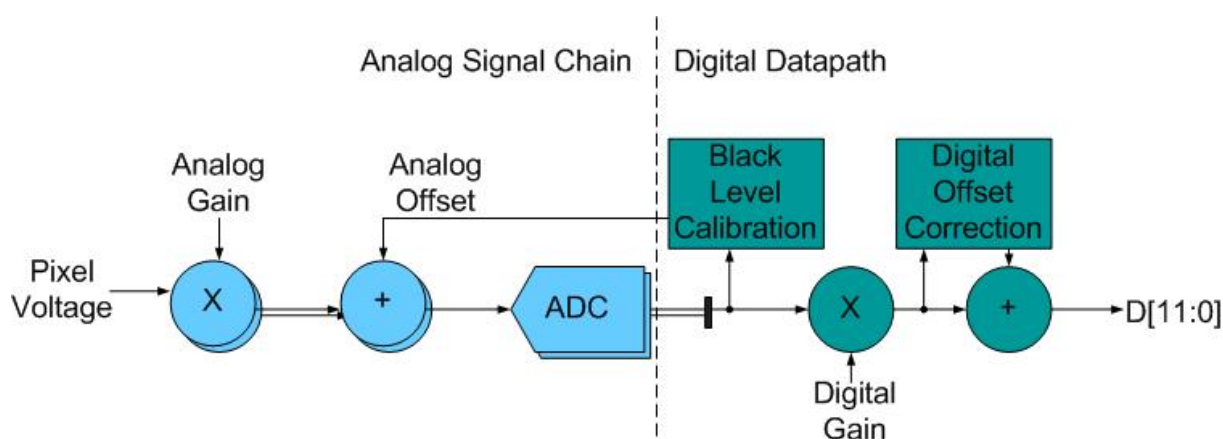 Analog Signal Chain
Digital Datapath
Analog
Gain
Analog
Offset
Black
Level
Calibration
Digital
Offset
Correction
Pixel
Voltage
X
+
ADC
X
+
D[11:0]
Digital
Gain